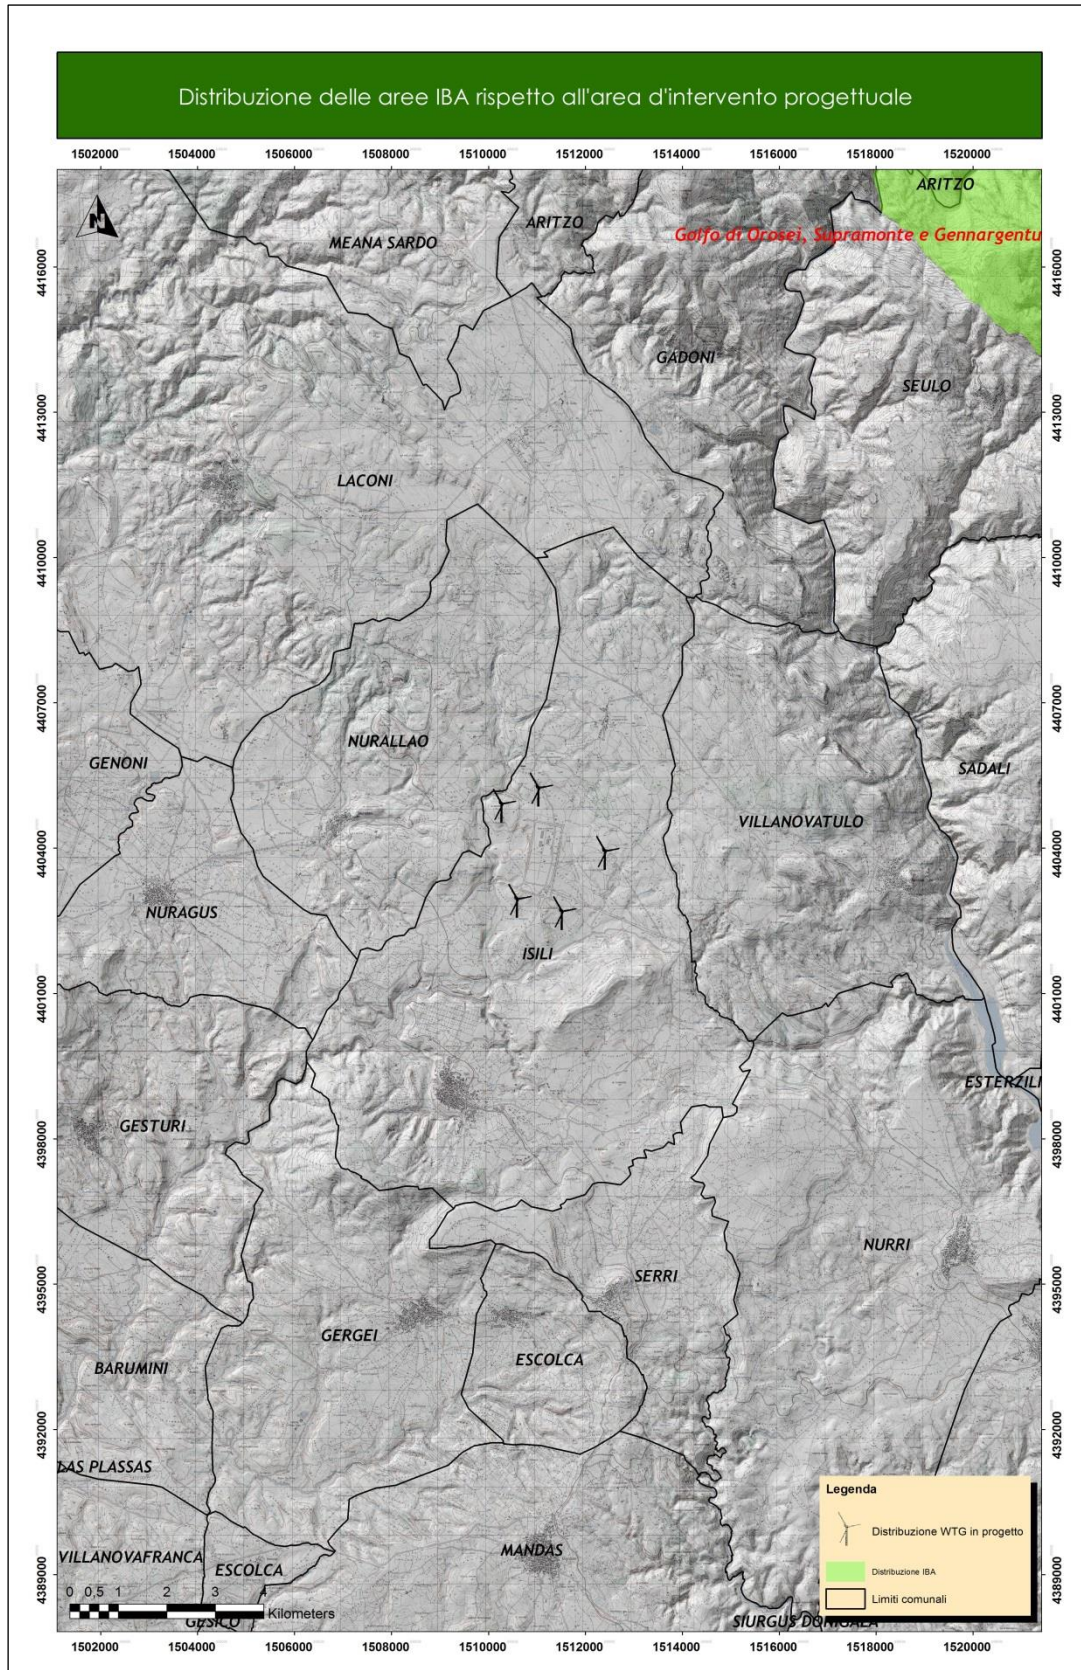 Distribuzione delle aree IBA rispetto all'area d'intervento progettuale
1502000 1504000 1506000 1508000 1510000 1512000 1514000 1516000 1518000 1520000
ARITZO
ARITZO
MEANA SARDO
Golfo di Orosei, Supramonte e Gennargentu
N
4416000 4416000
GADONI
SEULO
4413000 4413000
LACONI
4410000 4410000
4407000 4407000
NURALLAO
GENONI
SADALI
VILLANOVATULO
4404000 4404000
NURAGUS
ISILI
4401000 4401000
ESTERZILI
GESTURI
4398000 4398000
NURRI
SERRI
4395000 4395000
GERGEI
ESCOLCA
BARUMINI
4392000 4392000
LAS PLASSAS
Legenda
Distribuzione WTG in progetto
Distribuzione IBA
Limiti comunali
VILLANOVAFRANCA
MANDAS
ESCOLCA
4389000 4389000
0 0,5 1 2 3 4
Kilometers
GESICO
SIURGUS DONIGALA
1502000 1504000 1506000 1508000 1510000 1512000 1514000 1516000 1518000 1520000